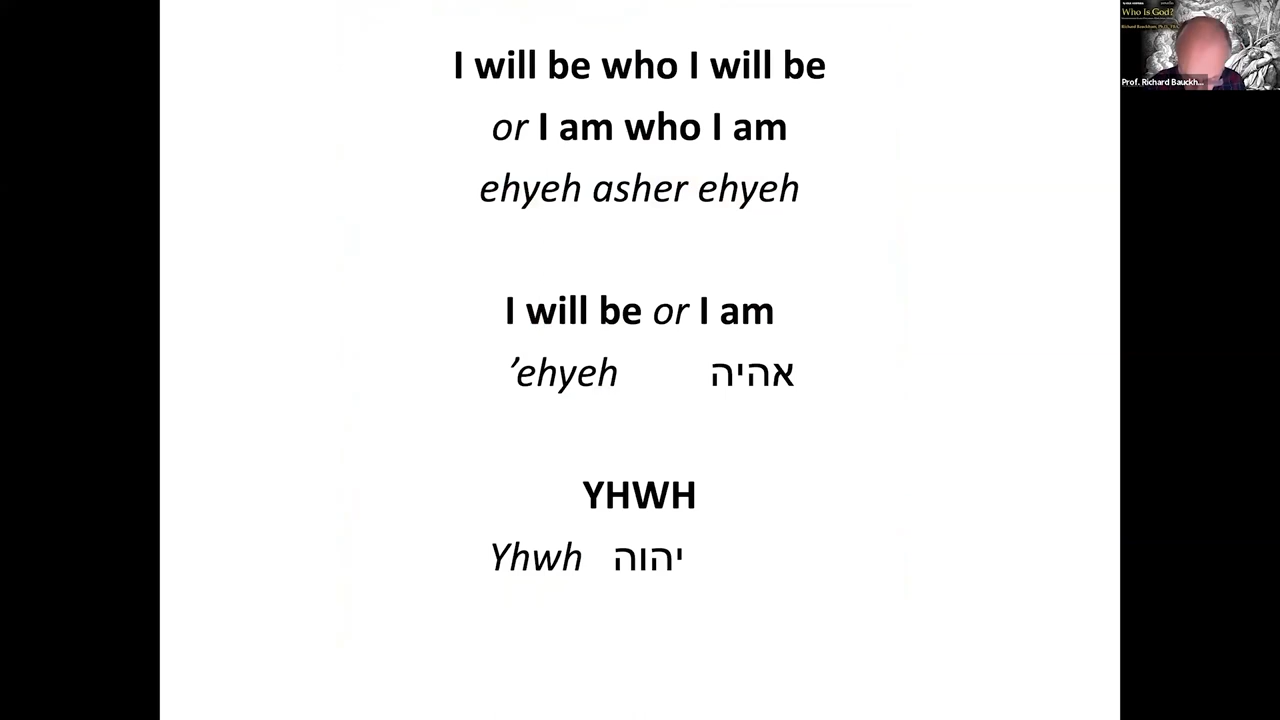 I will be who I will be
or I am who I am
ehyeh asher ehyeh
I will be or I am
’ehyeh אהיה
YHWH
Yhwh יהוה
Who Is God?
Prof. Richard Bauckh...